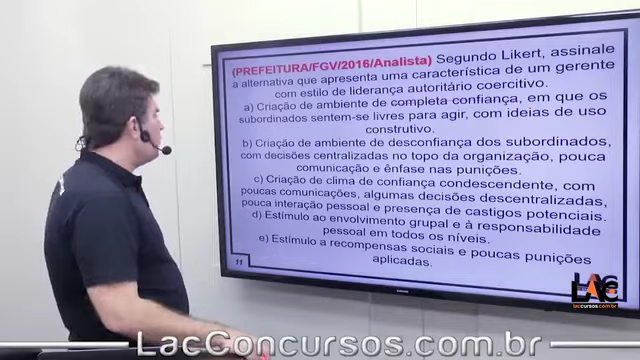 (PREFEITURA/FGV/2016/Analista) Segundo Likert, assinale
a alternativa que apresenta uma característica de um gerente
com estilo de liderança autoritário coercitivo.
a) Criação de ambiente de completa confiança, em que os
subordinados sentem-se livres para agir, com ideias de uso
construtivo.
b) Criação de ambiente de desconfiança dos subordinados,
com decisões centralizadas no topo da organização, pouca
comunicação e ênfase nas punições.
c) Criação de clima de confiança condescendente, com
poucas comunicações, algumas decisões descentralizadas,
pouca interação pessoal e presença de castigos potenciais.
d) Estímulo ao envolvimento grupal e à responsabilidade
pessoal em todos os níveis.
e) Estímulo a recompensas sociais e poucas punições
aplicadas.
11
LAC
lacconcursos.com.br
LacConcursos.com.br